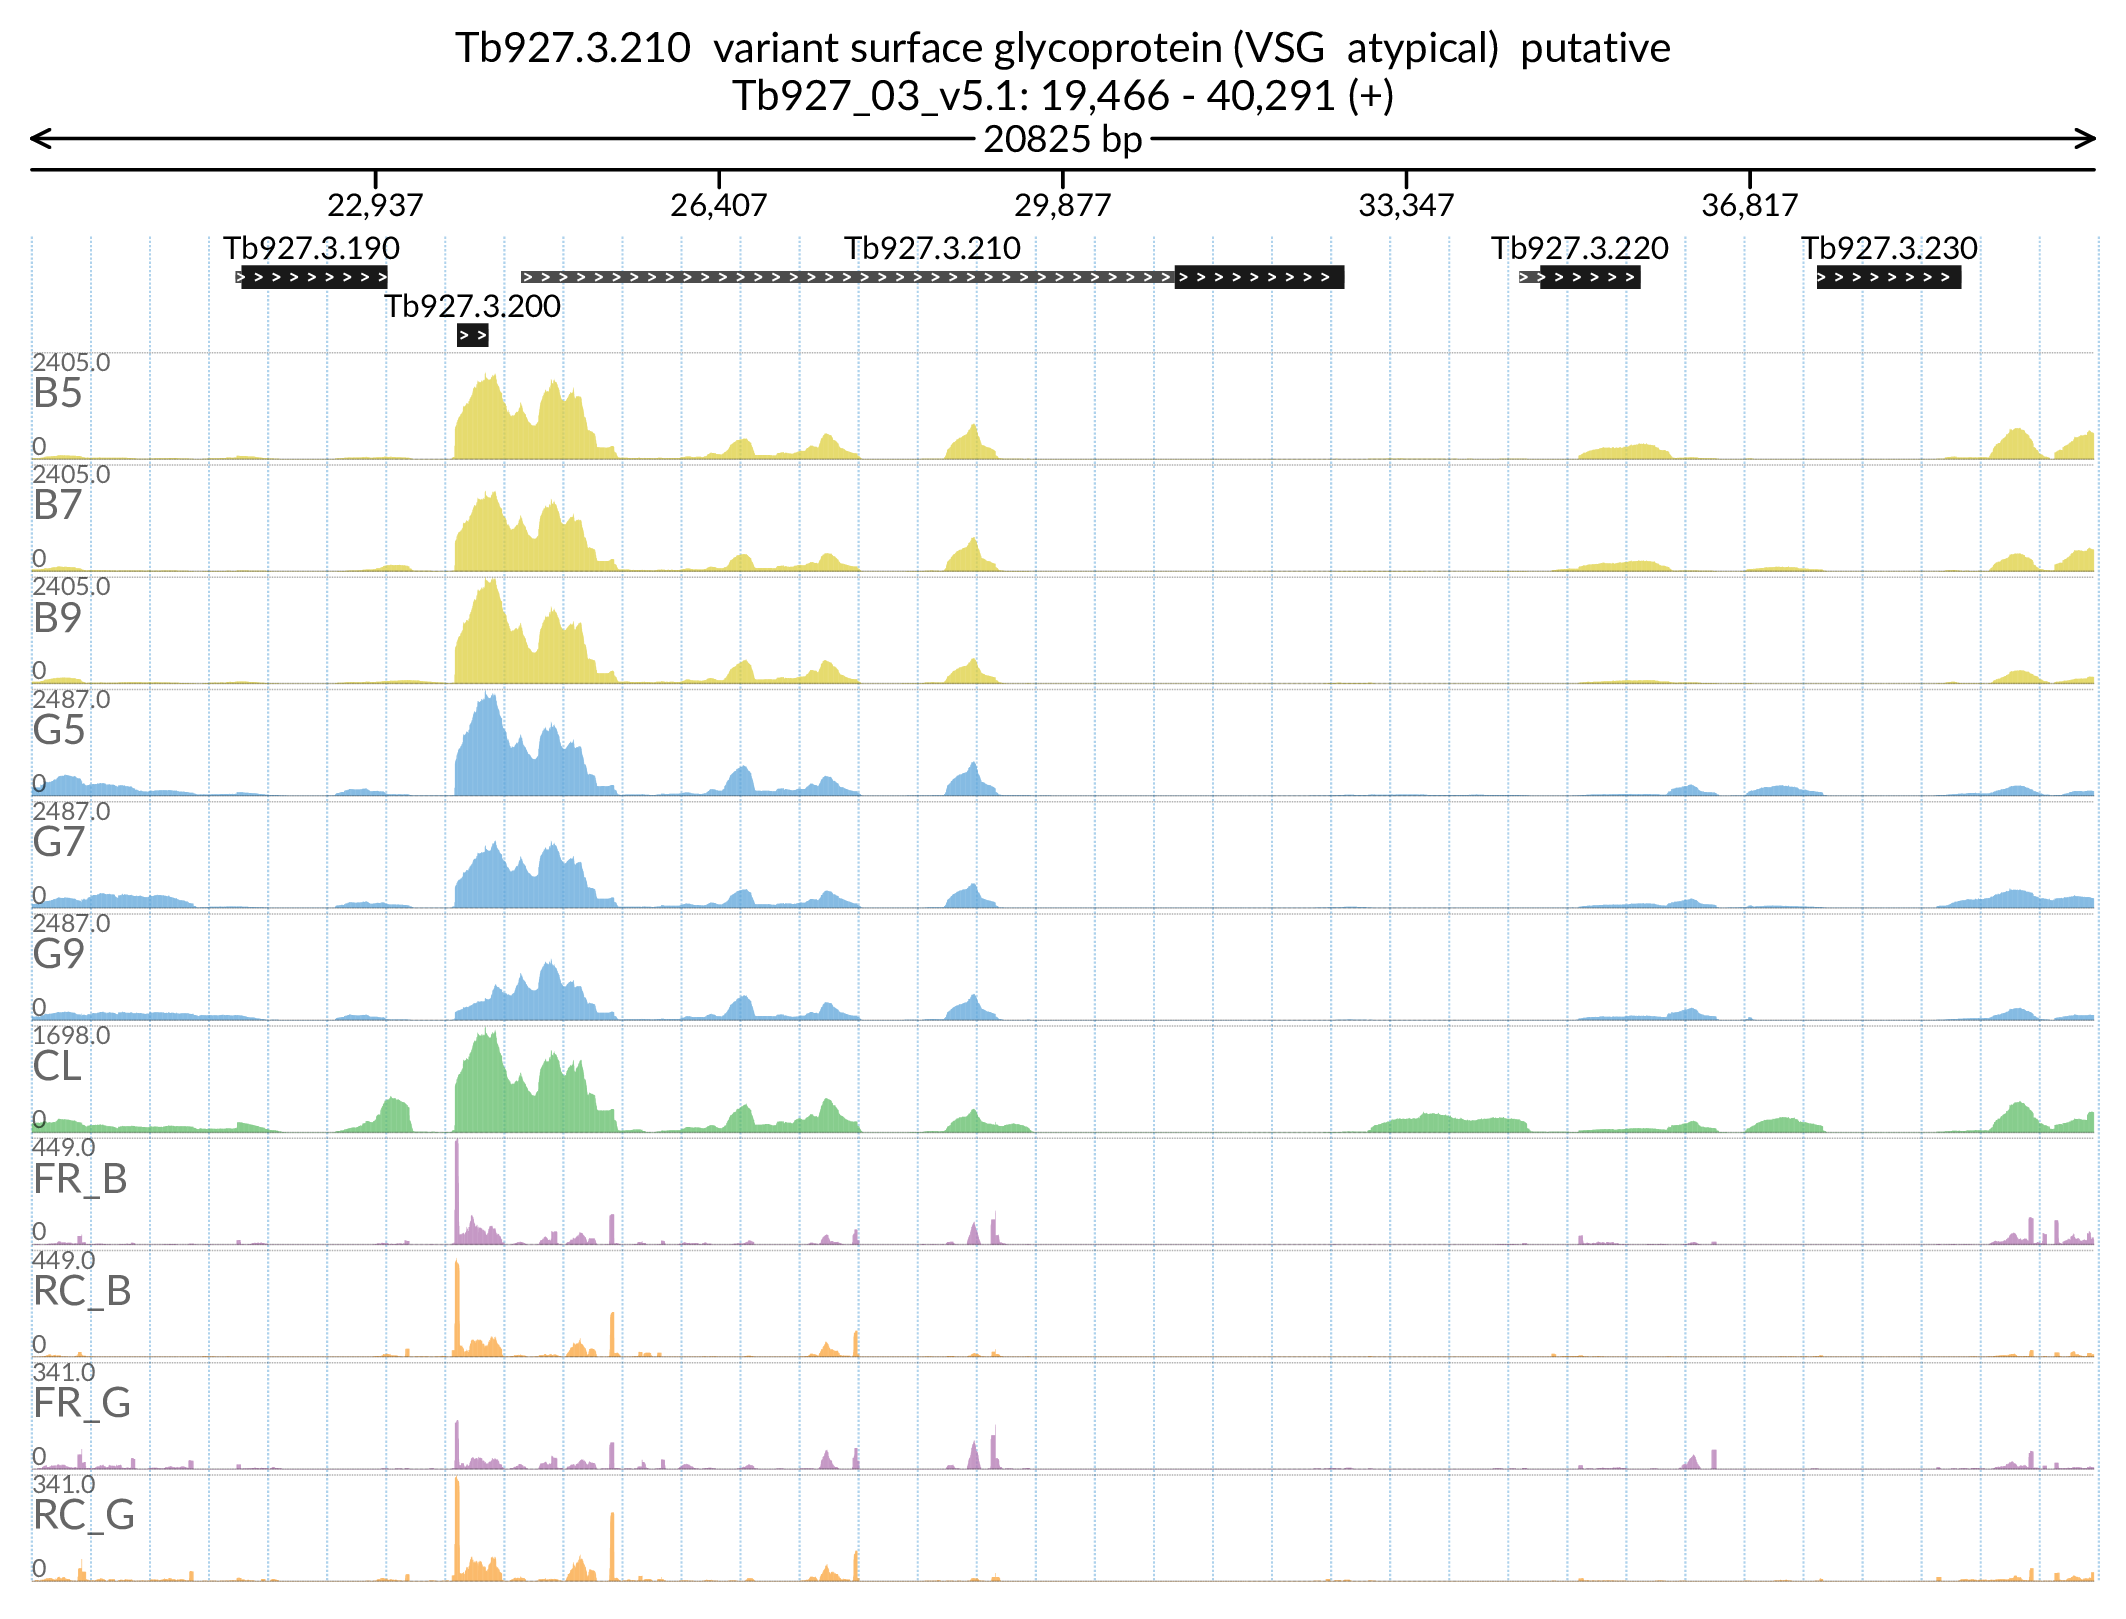 Tb927.3.210  variant surface glycoprotein (VSG  atypical)  putative
Tb927_03_v5.1: 19,466 - 40,291 (+)
20825 bp
22,937 26,407 29,877 33,347 36,817
Tb927.3.190 Tb927.3.210 Tb927.3.220 Tb927.3.230
Tb927.3.200
2405.0
B5
0
2405.0
B7
0
2405.0
B9
0
2487.0
G5
0
2487.0
G7
0
2487.0
G9
0
1698.0
CL
0
449.0
FR_B
0
449.0
RC_B
0
341.0
FR_G
0
341.0
RC_G
0